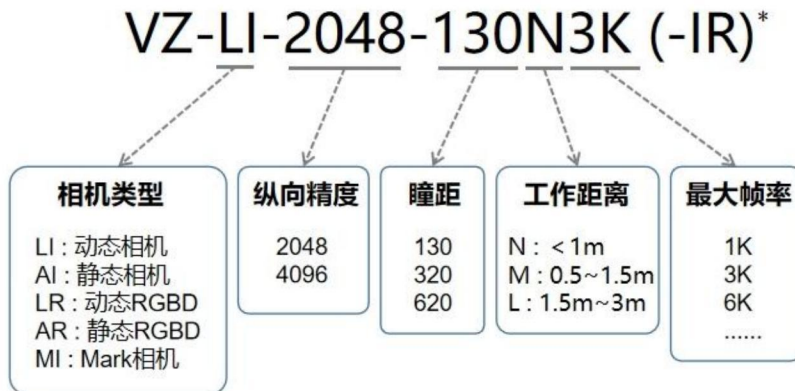 VZ-LI-2048-130N3K (-IR)*
相机类型
LI : 动态相机
AI : 静态相机
LR : 动态RGBD
AR : 静态RGBD
MI : Mark相机
纵向精度
2048
4096
瞳距
130
320
620
工作距离
N : <1m
M : 0.5~1.5m
L : 1.5m~3m
最大帧率
1K
3K
6K
......